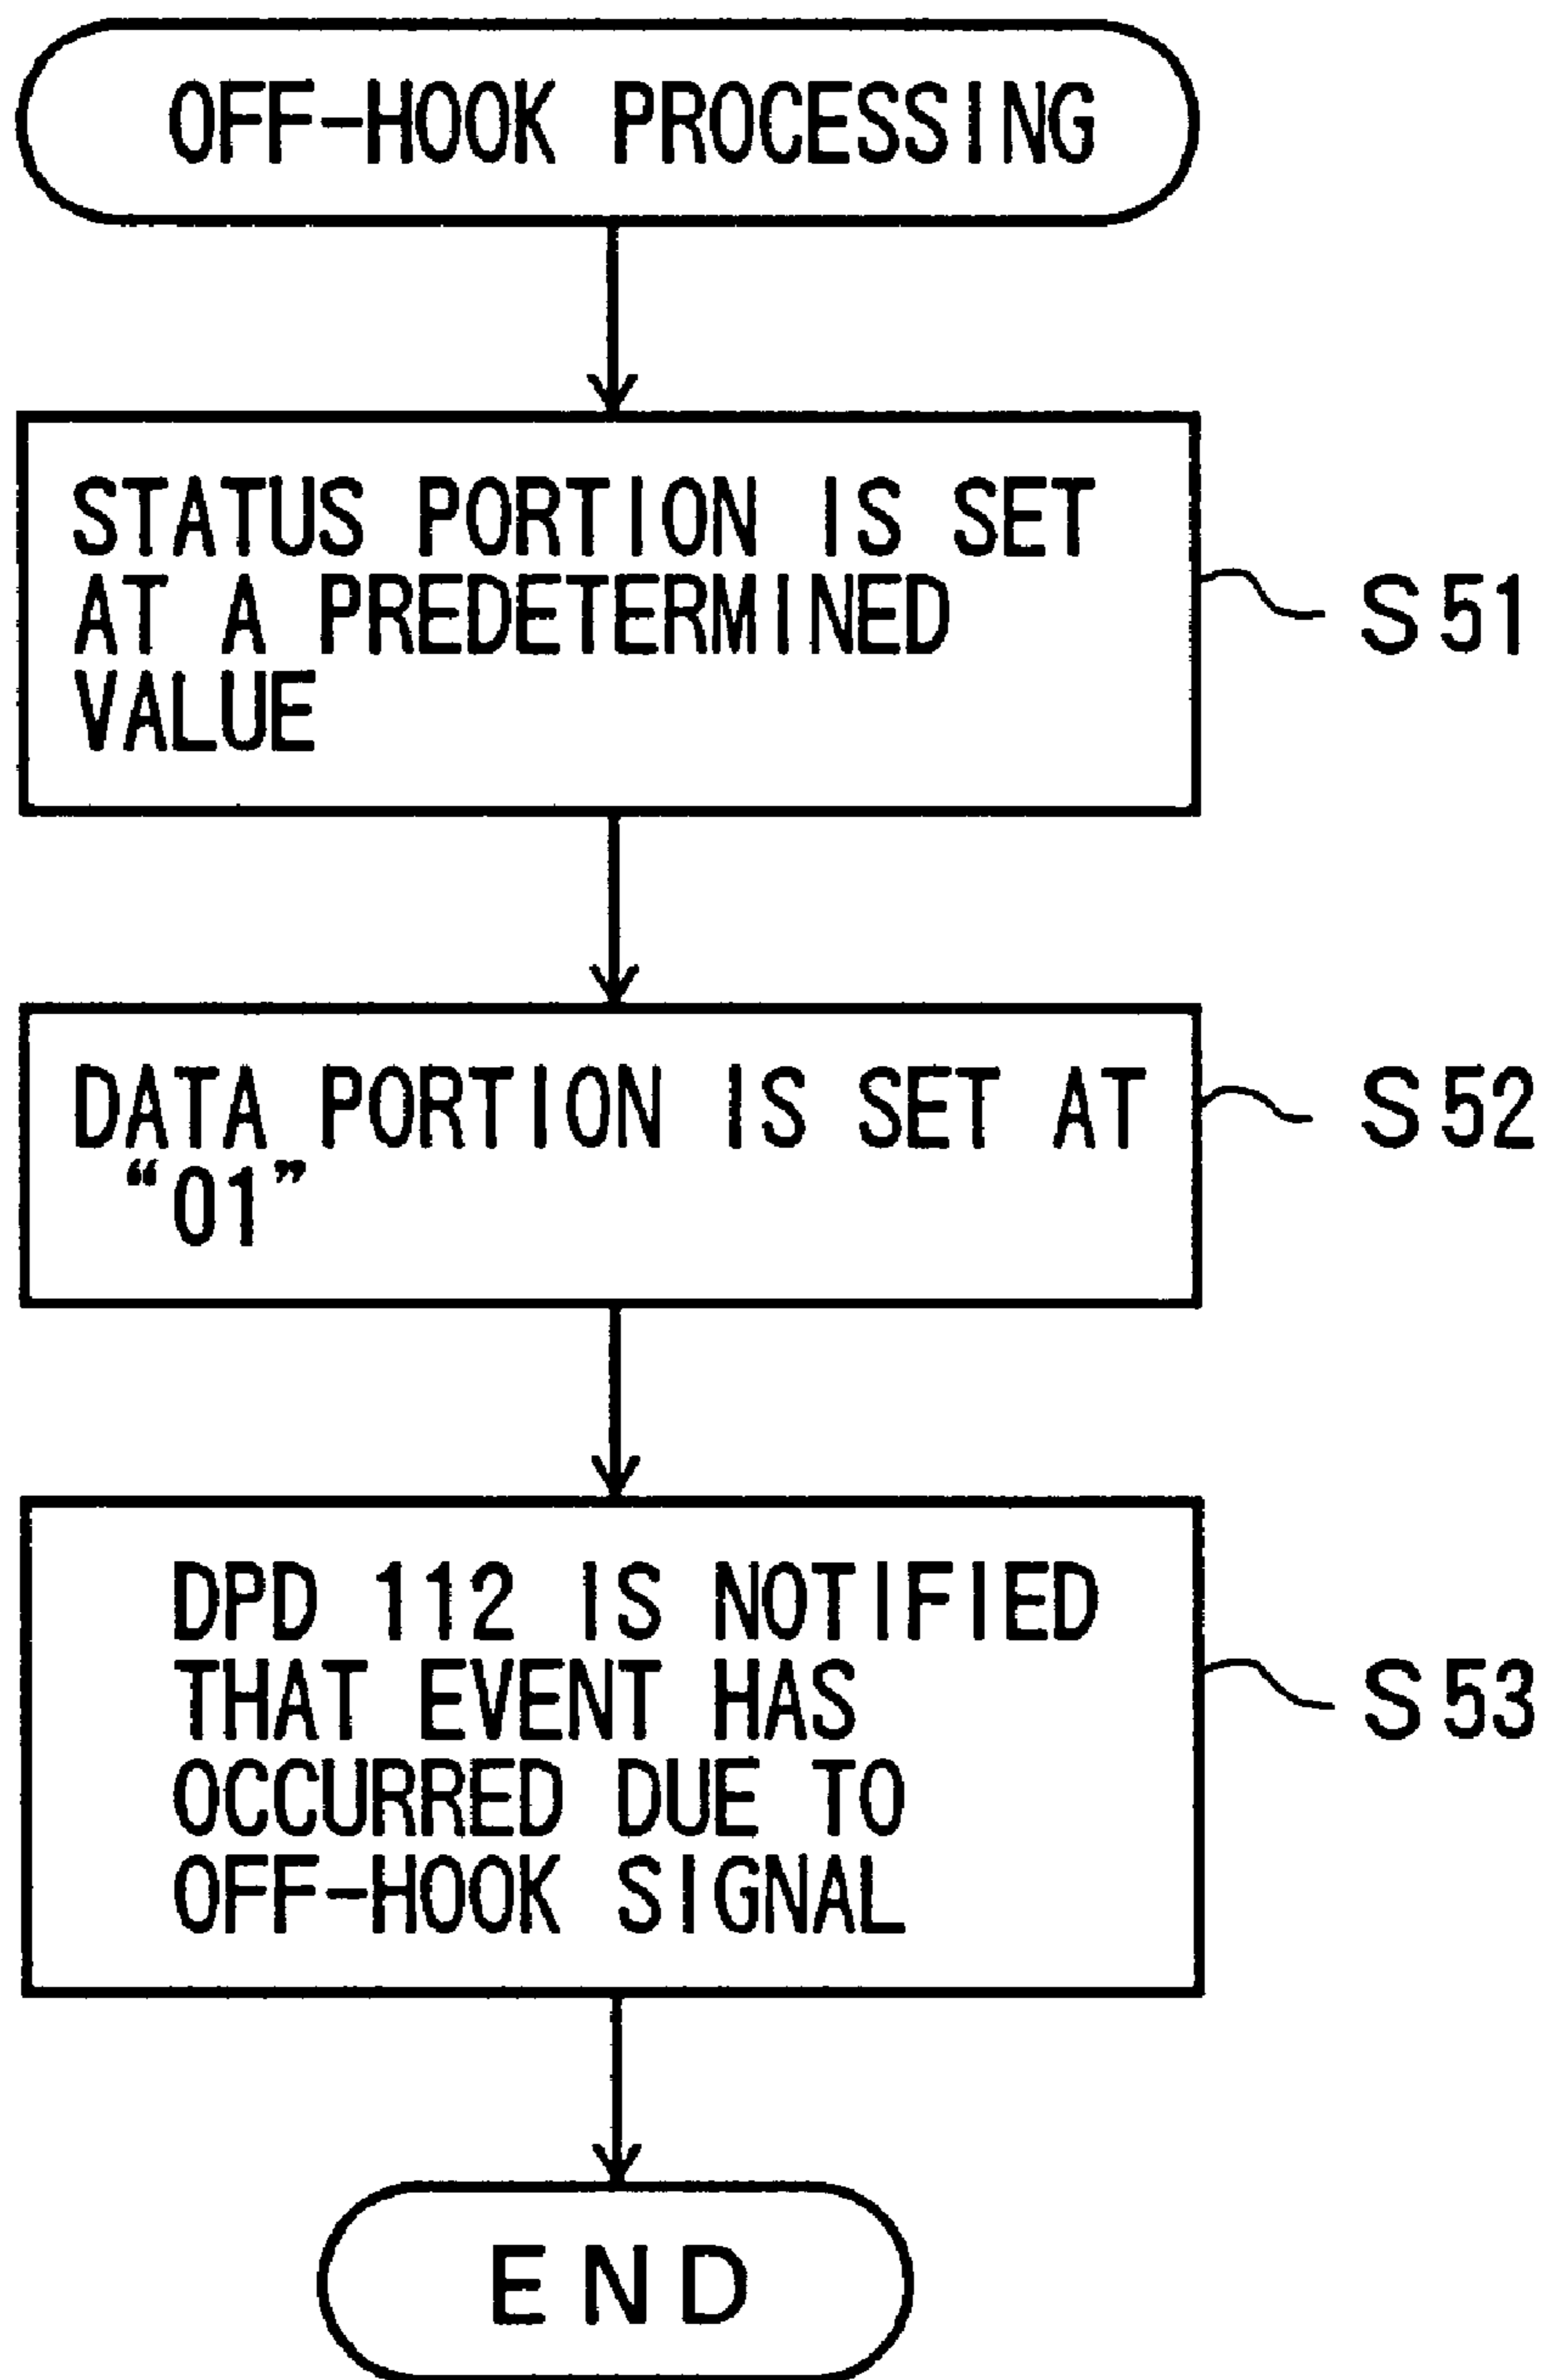 OFF-HOOK PROCESSING
STATUS PORTION IS SET
AT A PREDETERMINED
VALUE
S51
DATA PORTION IS SET AT
“01”
S52
DPD 112 IS NOTIFIED
THAT EVENT HAS
OCCURRED DUE TO
OFF-HOOK SIGNAL
S53
END